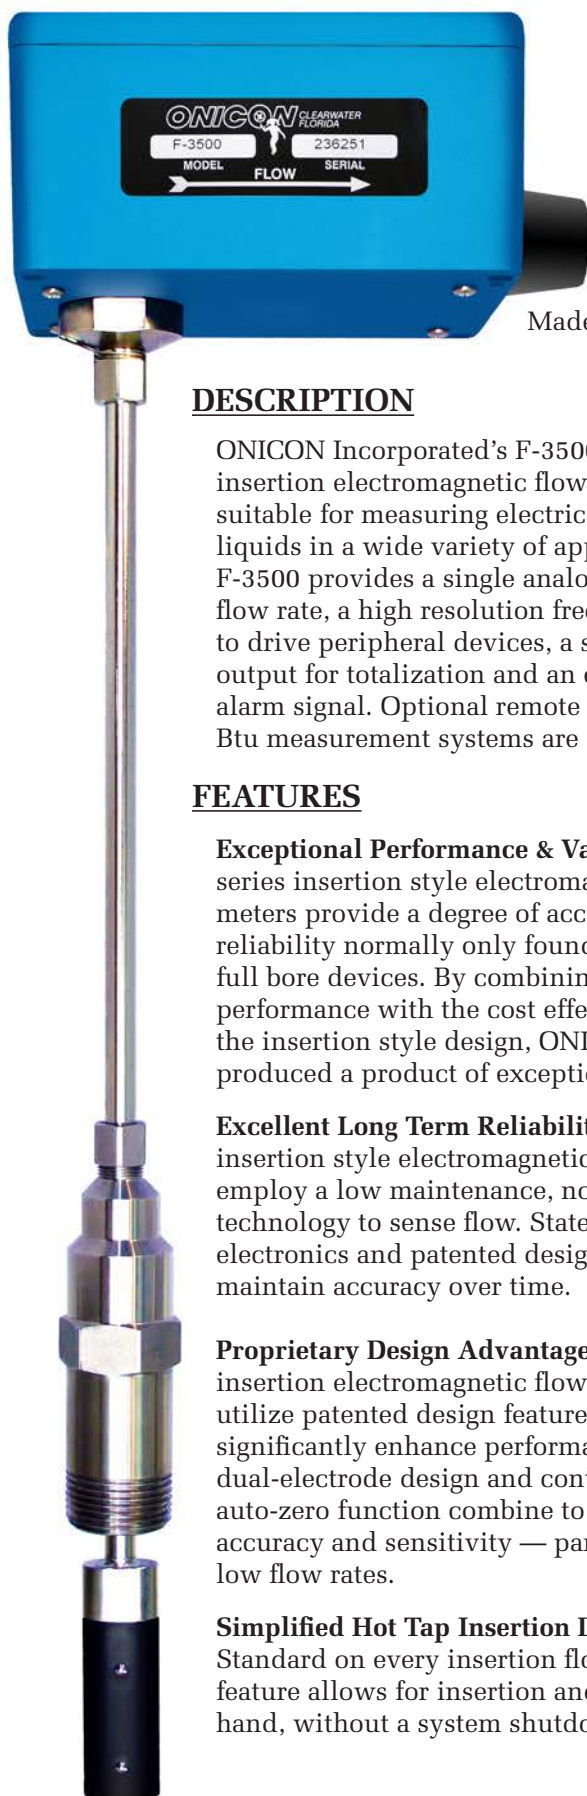 ONICON CLEARWATER FLORIDA
F-3500 236251
MODEL SERIAL
FLOW
Made
DESCRIPTION
ONICON Incorporated's F-3500
insertion electromagnetic flow
suitable for measuring electric
liquids in a wide variety of app
F-3500 provides a single analo
flow rate, a high resolution fre
to drive peripheral devices, a s
output for totalization and an
alarm signal. Optional remote
Btu measurement systems are
FEATURES
Exceptional Performance & Va
series insertion style electroma
meters provide a degree of acc
reliability normally only found
full bore devices. By combinin
performance with the cost effe
the insertion style design, ONI
produced a product of exceptio
Excellent Long Term Reliabilit
insertion style electromagnetic
employ a low maintenance, no
technology to sense flow. State
electronics and patented desig
maintain accuracy over time.
Proprietary Design Advantage
insertion electromagnetic flow
utilize patented design feature
significantly enhance performa
dual-electrode design and con
auto-zero function combine to
accuracy and sensitivity — par
low flow rates.
Simplified Hot Tap Insertion
Standard on every insertion flo
feature allows for insertion and
hand, without a system shutdo